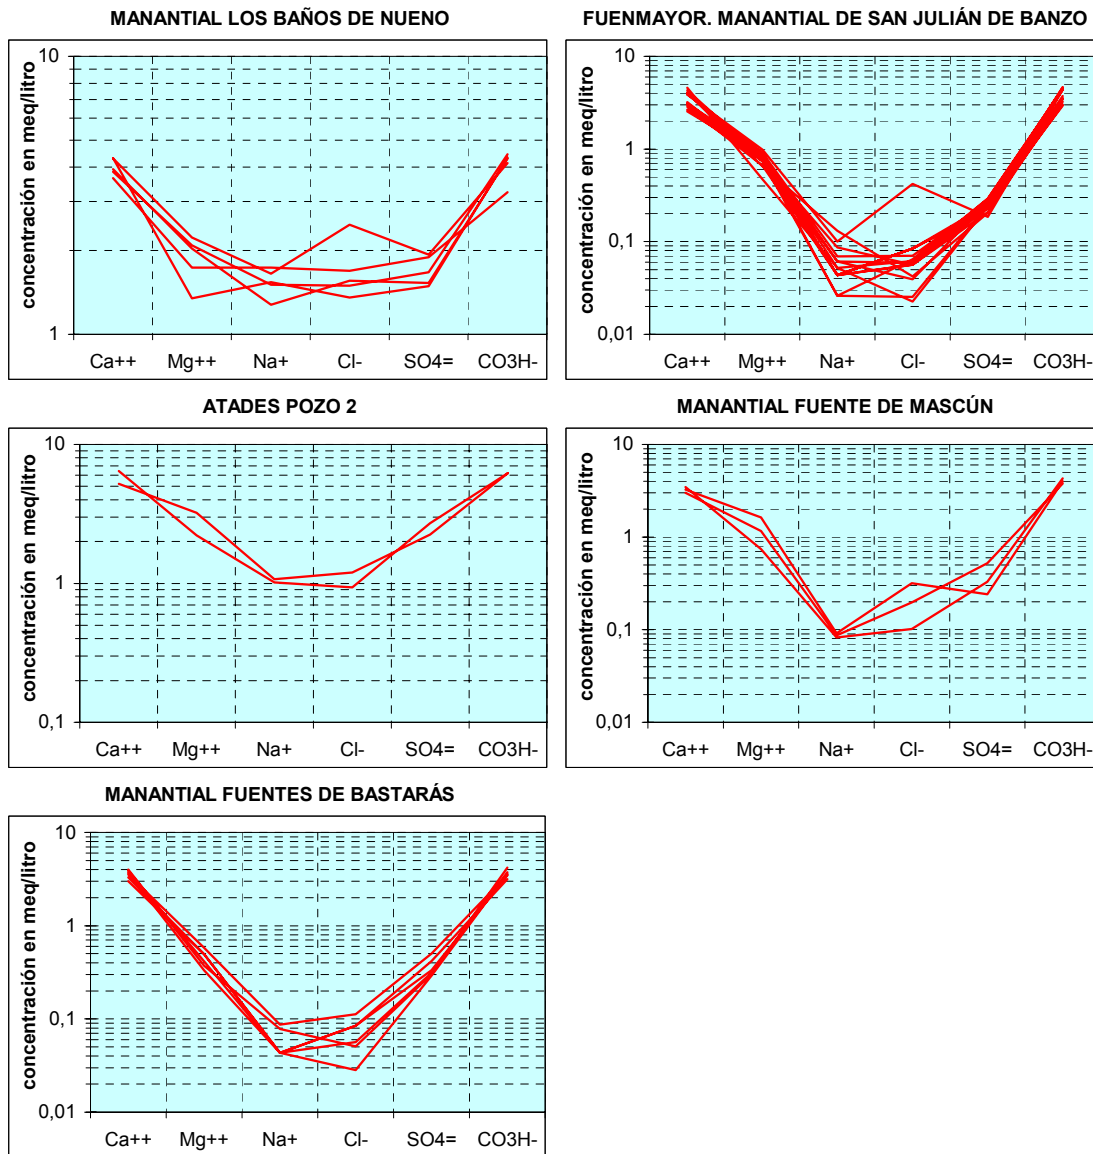 MANANTIAL LOS BAÑOS DE NUENO
concentración en meq/litro
10
1
Ca++ Mg++ Na+ Cl- SO4= CO3H-
FUENMAYOR. MANANTIAL DE SAN JULIÁN DE BANZO
concentración en meq/litro
10
1
0,1
0,01
Ca++ Mg++ Na+ Cl- SO4= CO3H-
ATADES POZO 2
concentración en meq/litro
10
1
0,1
Ca++ Mg++ Na+ Cl- SO4= CO3H-
MANANTIAL FUENTE DE MASCÚN
concentración en meq/litro
10
1
0,1
0,01
Ca++ Mg++ Na+ Cl- SO4= CO3H-
MANANTIAL FUENTES DE BASTARÁS
concentración en meq/litro
10
1
0,1
0,01
Ca++ Mg++ Na+ Cl- SO4= CO3H-